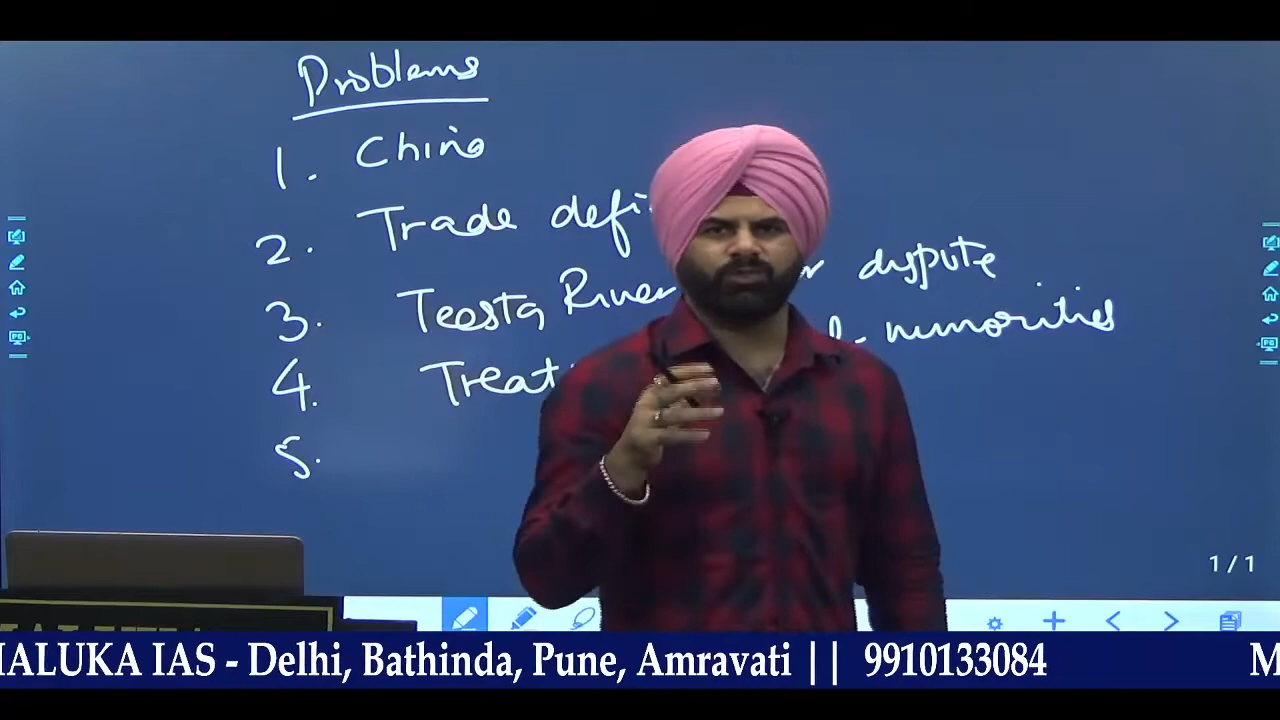 Problems
1. China
2. Trade defi
3. Teesta River dispute
4. Treat minorities
5.
1/1
MALUKA IAS - Delhi, Bathinda, Pune, Amravati || 9910133084 M